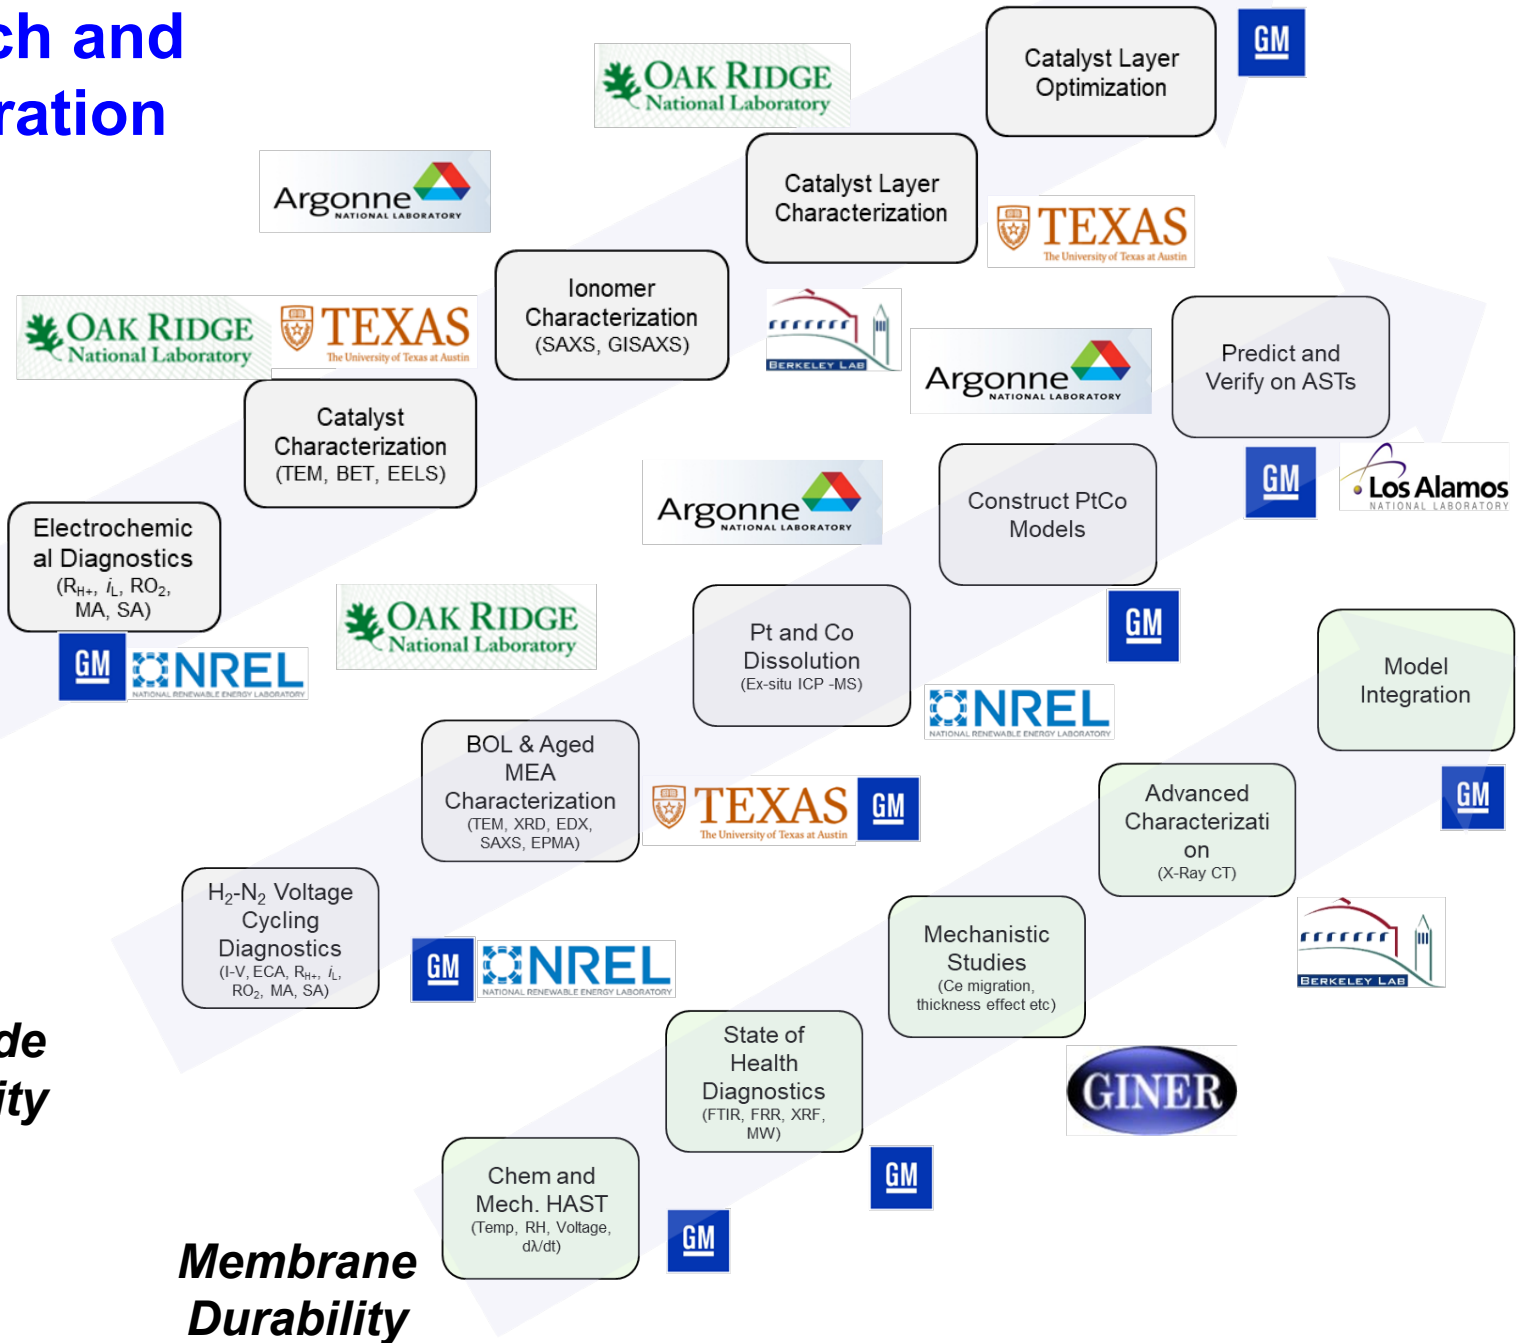 ch and
ration
OAK RIDGE
National Laboratory
Catalyst Layer
Optimization
GM
Argonne
NATIONAL LABORATORY
Catalyst Layer
Characterization
TEXAS
The University of Texas at Austin
OAK RIDGE
National Laboratory
TEXAS
The University of Texas at Austin
Ionomer
Characterization
(SAXS, GISAXS)
BERKELEY LAB
Argonne
NATIONAL LABORATORY
Predict and
Verify on ASTs
Catalyst
Characterization
(TEM, BET, EELS)
Argonne
NATIONAL LABORATORY
Construct PtCo
Models
GM
Los Alamos
NATIONAL LABORATORY
Electrochemic
al Diagnostics
(RH+, iL, RO2,
MA, SA)
GM
NREL
NATIONAL RENEWABLE ENERGY LABORATORY
OAK RIDGE
National Laboratory
Pt and Co
Dissolution
(Ex-situ ICP -MS)
GM
NREL
NATIONAL RENEWABLE ENERGY LABORATORY
Model
Integration
GM
BOL & Aged
MEA
Characterization
(TEM, XRD, EDX,
SAXS, EPMA)
TEXAS
The University of Texas at Austin
GM
Advanced
Characterizati
on
(X-Ray CT)
BERKELEY LAB
H2-N2 Voltage
Cycling
Diagnostics
(I-V, ECA, RH+, iL,
RO2, MA, SA)
GM
NREL
NATIONAL RENEWABLE ENERGY LABORATORY
Mechanistic
Studies
(Ce migration,
thickness effect etc)
GINER
de
ity
State of
Health
Diagnostics
(FTIR, FRR, XRF,
MW)
GM
Chem and
Mech. HAST
(Temp, RH, Voltage,
dλ/dt)
GM
Membrane
Durability